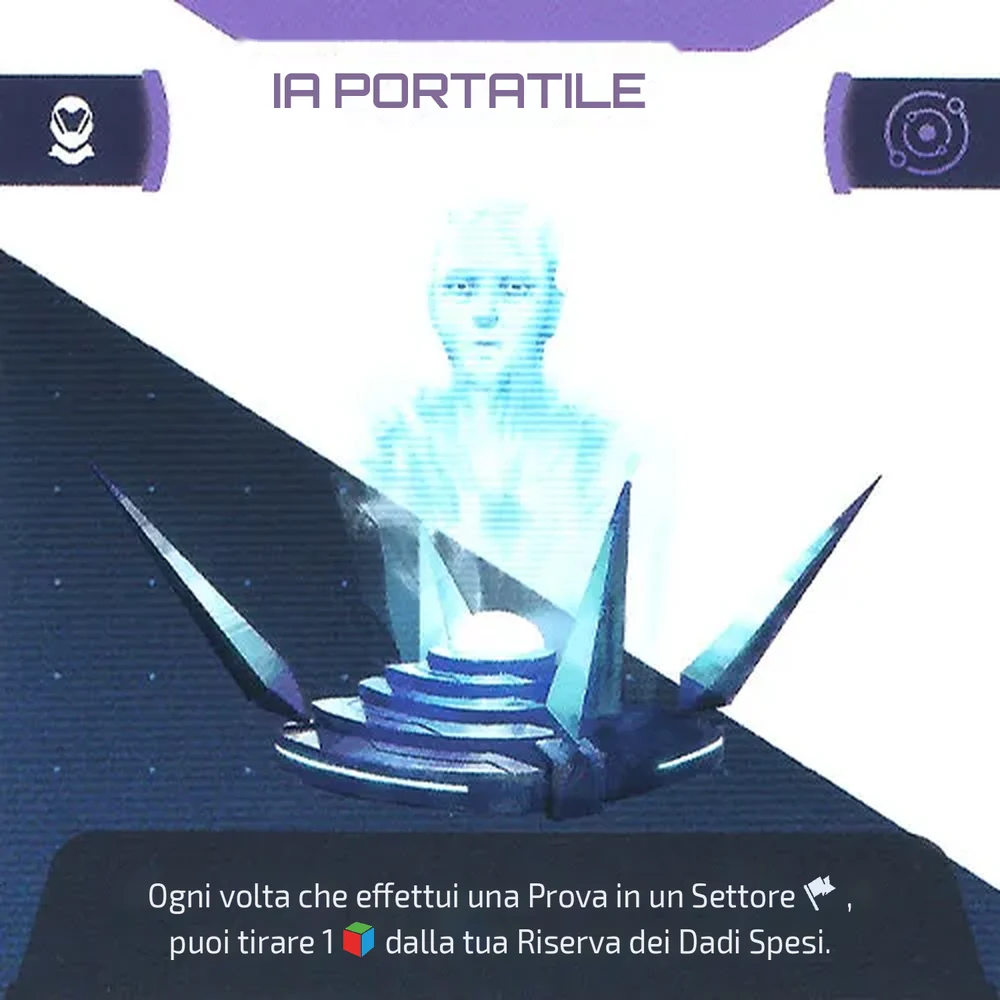 IA PORTATILE
Ogni volta che effettui una Prova in un Settore ,
puoi tirare 1 dalla tua Riserva dei Dadi Spesi.